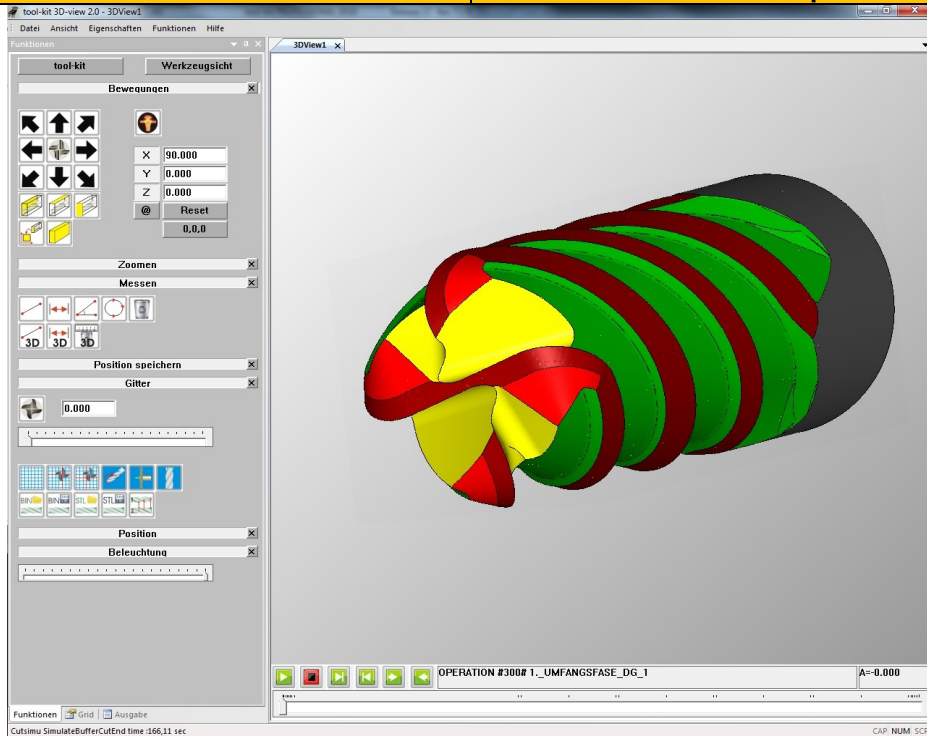 tool-kit 3D-view 2.0 - 3DView1
Datei Ansicht Eigenschaften Funktionen Hilfe
Funktionen
3DView1 x
tool-kit Werkzeugsicht
Bewegungen
X 90.000
Y 0.000
Z 0.000
@ Reset
0,0,0
Zoomen
Messen
3D 3D 3D
Position speichern
Gitter
0.000
BIN BIN STL STL
Position
Beleuchtung
OPERATION #300# 1._UMFANGSFASE_DG_1 A=-0.000
Funktionen Grid Ausgabe
Cutsimu SimulateBufferCutEnd time :166,11 sec CAP NUM SCF